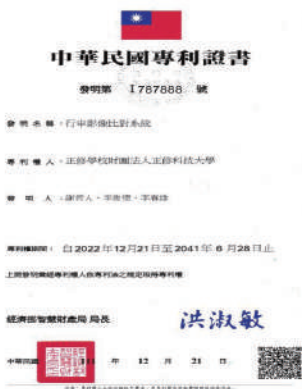 中華民國專利證書
發明第 I787888 號
發明名稱：行車影像比對系統
專利權人：正修學校財團法人正修科技大學
發明人：
專利權期間：自2022年12月21日至2041年6月28日止
上開發明業經專利權人依專利法之規定取得專利權
經濟部智慧財產局 局長 洪淑敏
中華民國 111 年 12 月 21 日